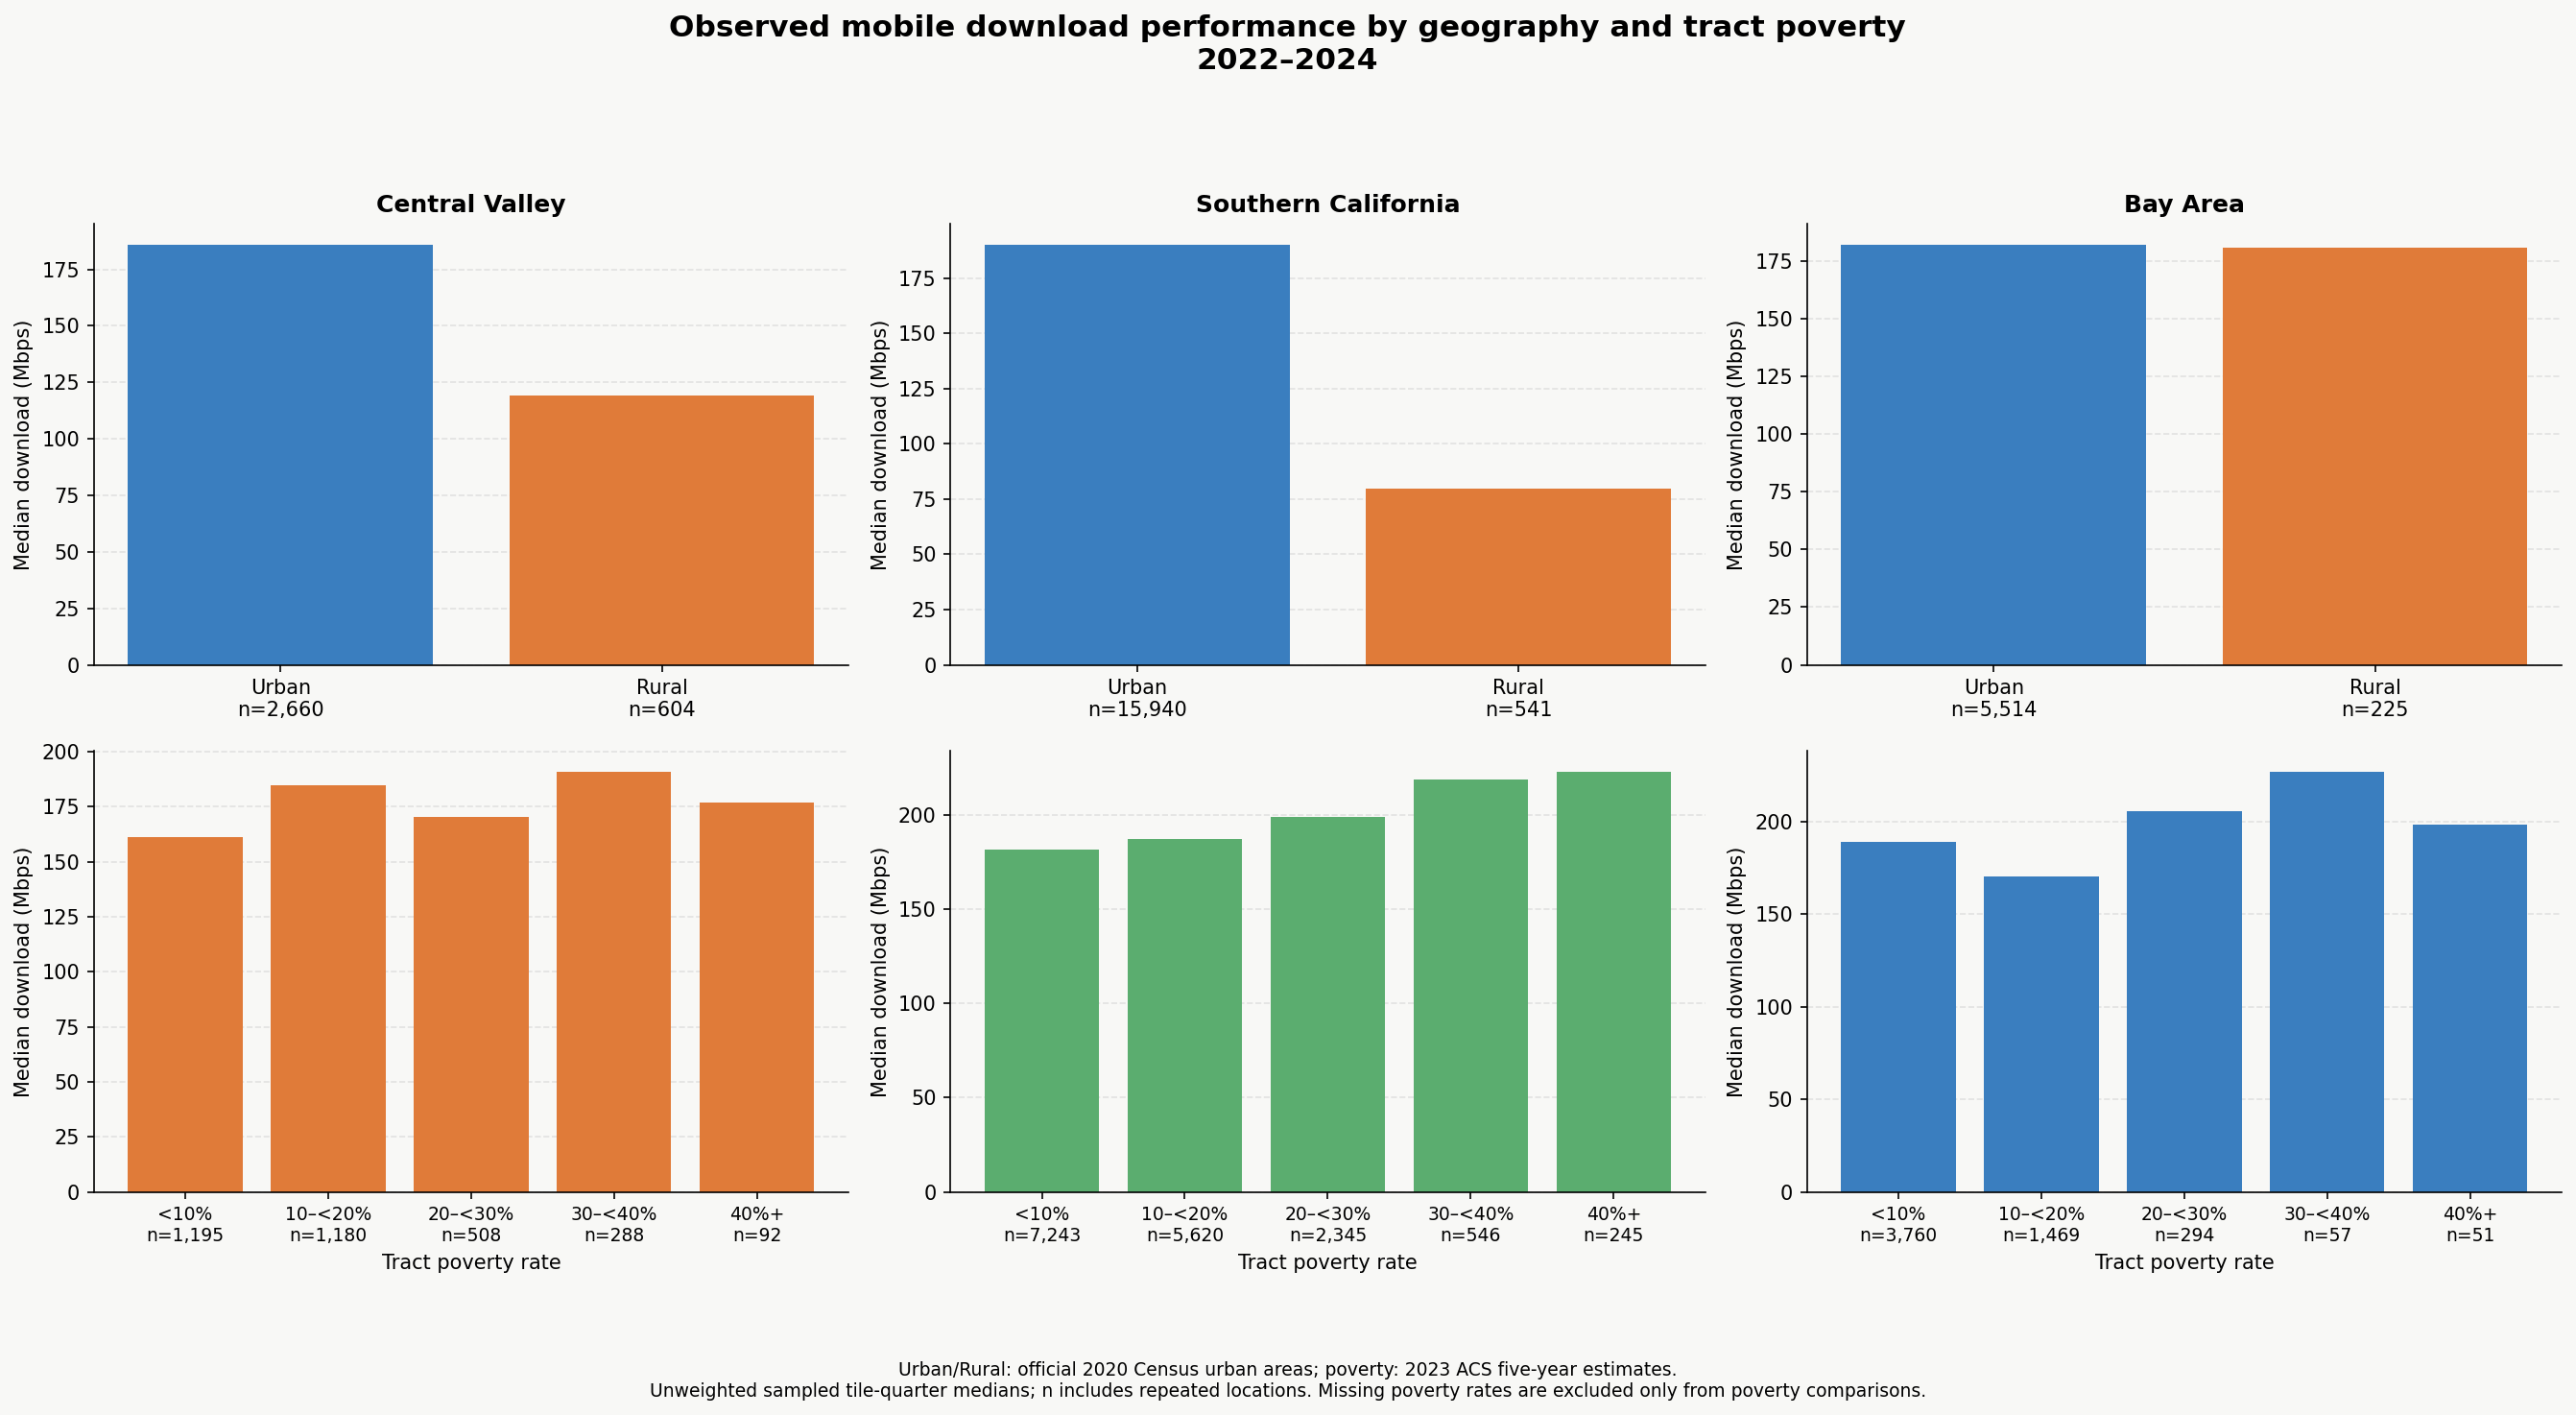 Observed mobile download performance by geography and tract poverty
2022–2024
Central Valley
Median download (Mbps)
175
150
125
100
75
50
25
0
Urban
n=2,660
Rural
n=604
Southern California
Median download (Mbps)
175
150
125
100
75
50
25
0
Urban
n=15,940
Rural
n=541
Bay Area
Median download (Mbps)
175
150
125
100
75
50
25
0
Urban
n=5,514
Rural
n=225
Median download (Mbps)
200
175
150
125
100
75
50
25
0
<10%
n=1,195
10–<20%
n=1,180
20–<30%
n=508
30–<40%
n=288
40%+
n=92
Tract poverty rate
Median download (Mbps)
200
150
100
50
0
<10%
n=7,243
10–<20%
n=5,620
20–<30%
n=2,345
30–<40%
n=546
40%+
n=245
Tract poverty rate
Median download (Mbps)
200
150
100
50
0
<10%
n=3,760
10–<20%
n=1,469
20–<30%
n=294
30–<40%
n=57
40%+
n=51
Tract poverty rate
Urban/Rural: official 2020 Census urban areas; poverty: 2023 ACS five-year estimates.
Unweighted sampled tile-quarter medians; n includes repeated locations. Missing poverty rates are excluded only from poverty comparisons.